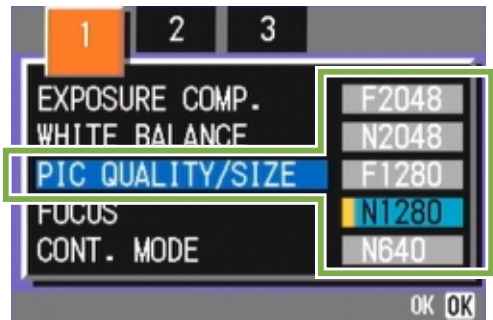 1 2 3
EXPOSURE COMP. F2048
WHITE BALANCE N2048
PIC QUALITY/SIZE F1280
FOCUS N1280
CONT. MODE N640
OK OK